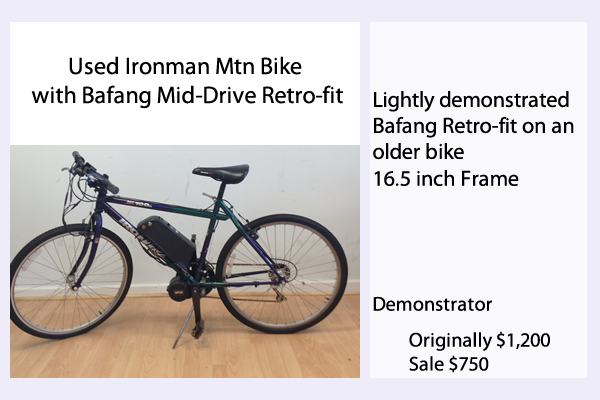 Used Ironman Mtn Bike
with Bafang Mid-Drive Retro-fit
Lightly demonstrated
Bafang Retro-fit on an
older bike
16.5 inch Frame
Demonstrator
Originally $1,200
Sale $750